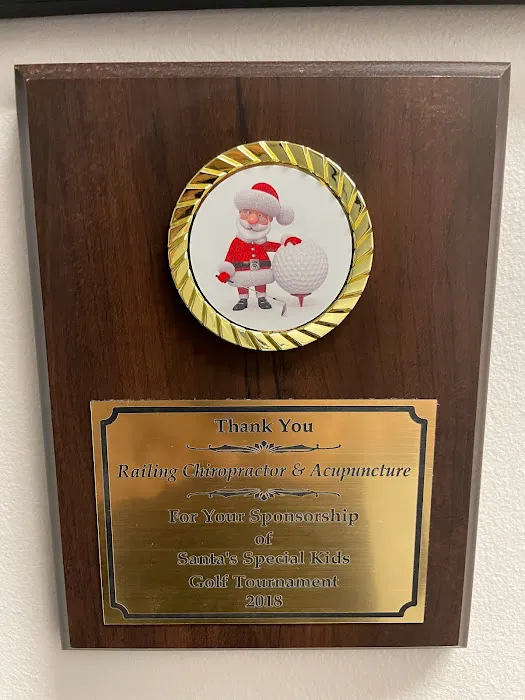 Thank You
Railing Chiropractor & Acupuncture
For Your Sponsorship
of
Santa's Special Kids
Golf Tournament
2018